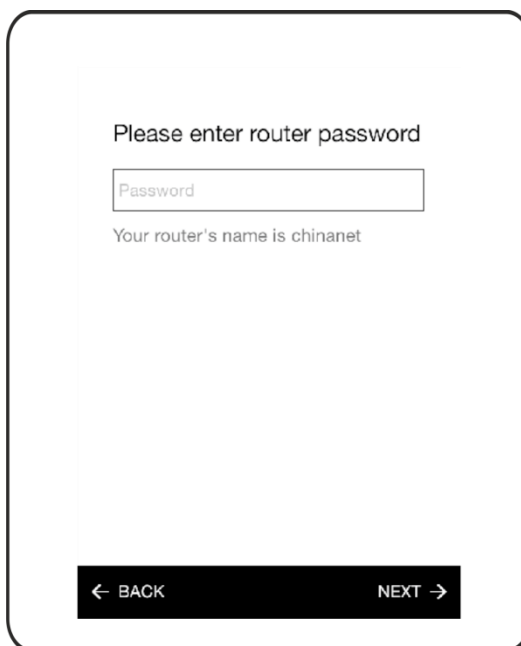 Please enter router password
Password
Your router's name is chinanet
← BACK
NEXT →